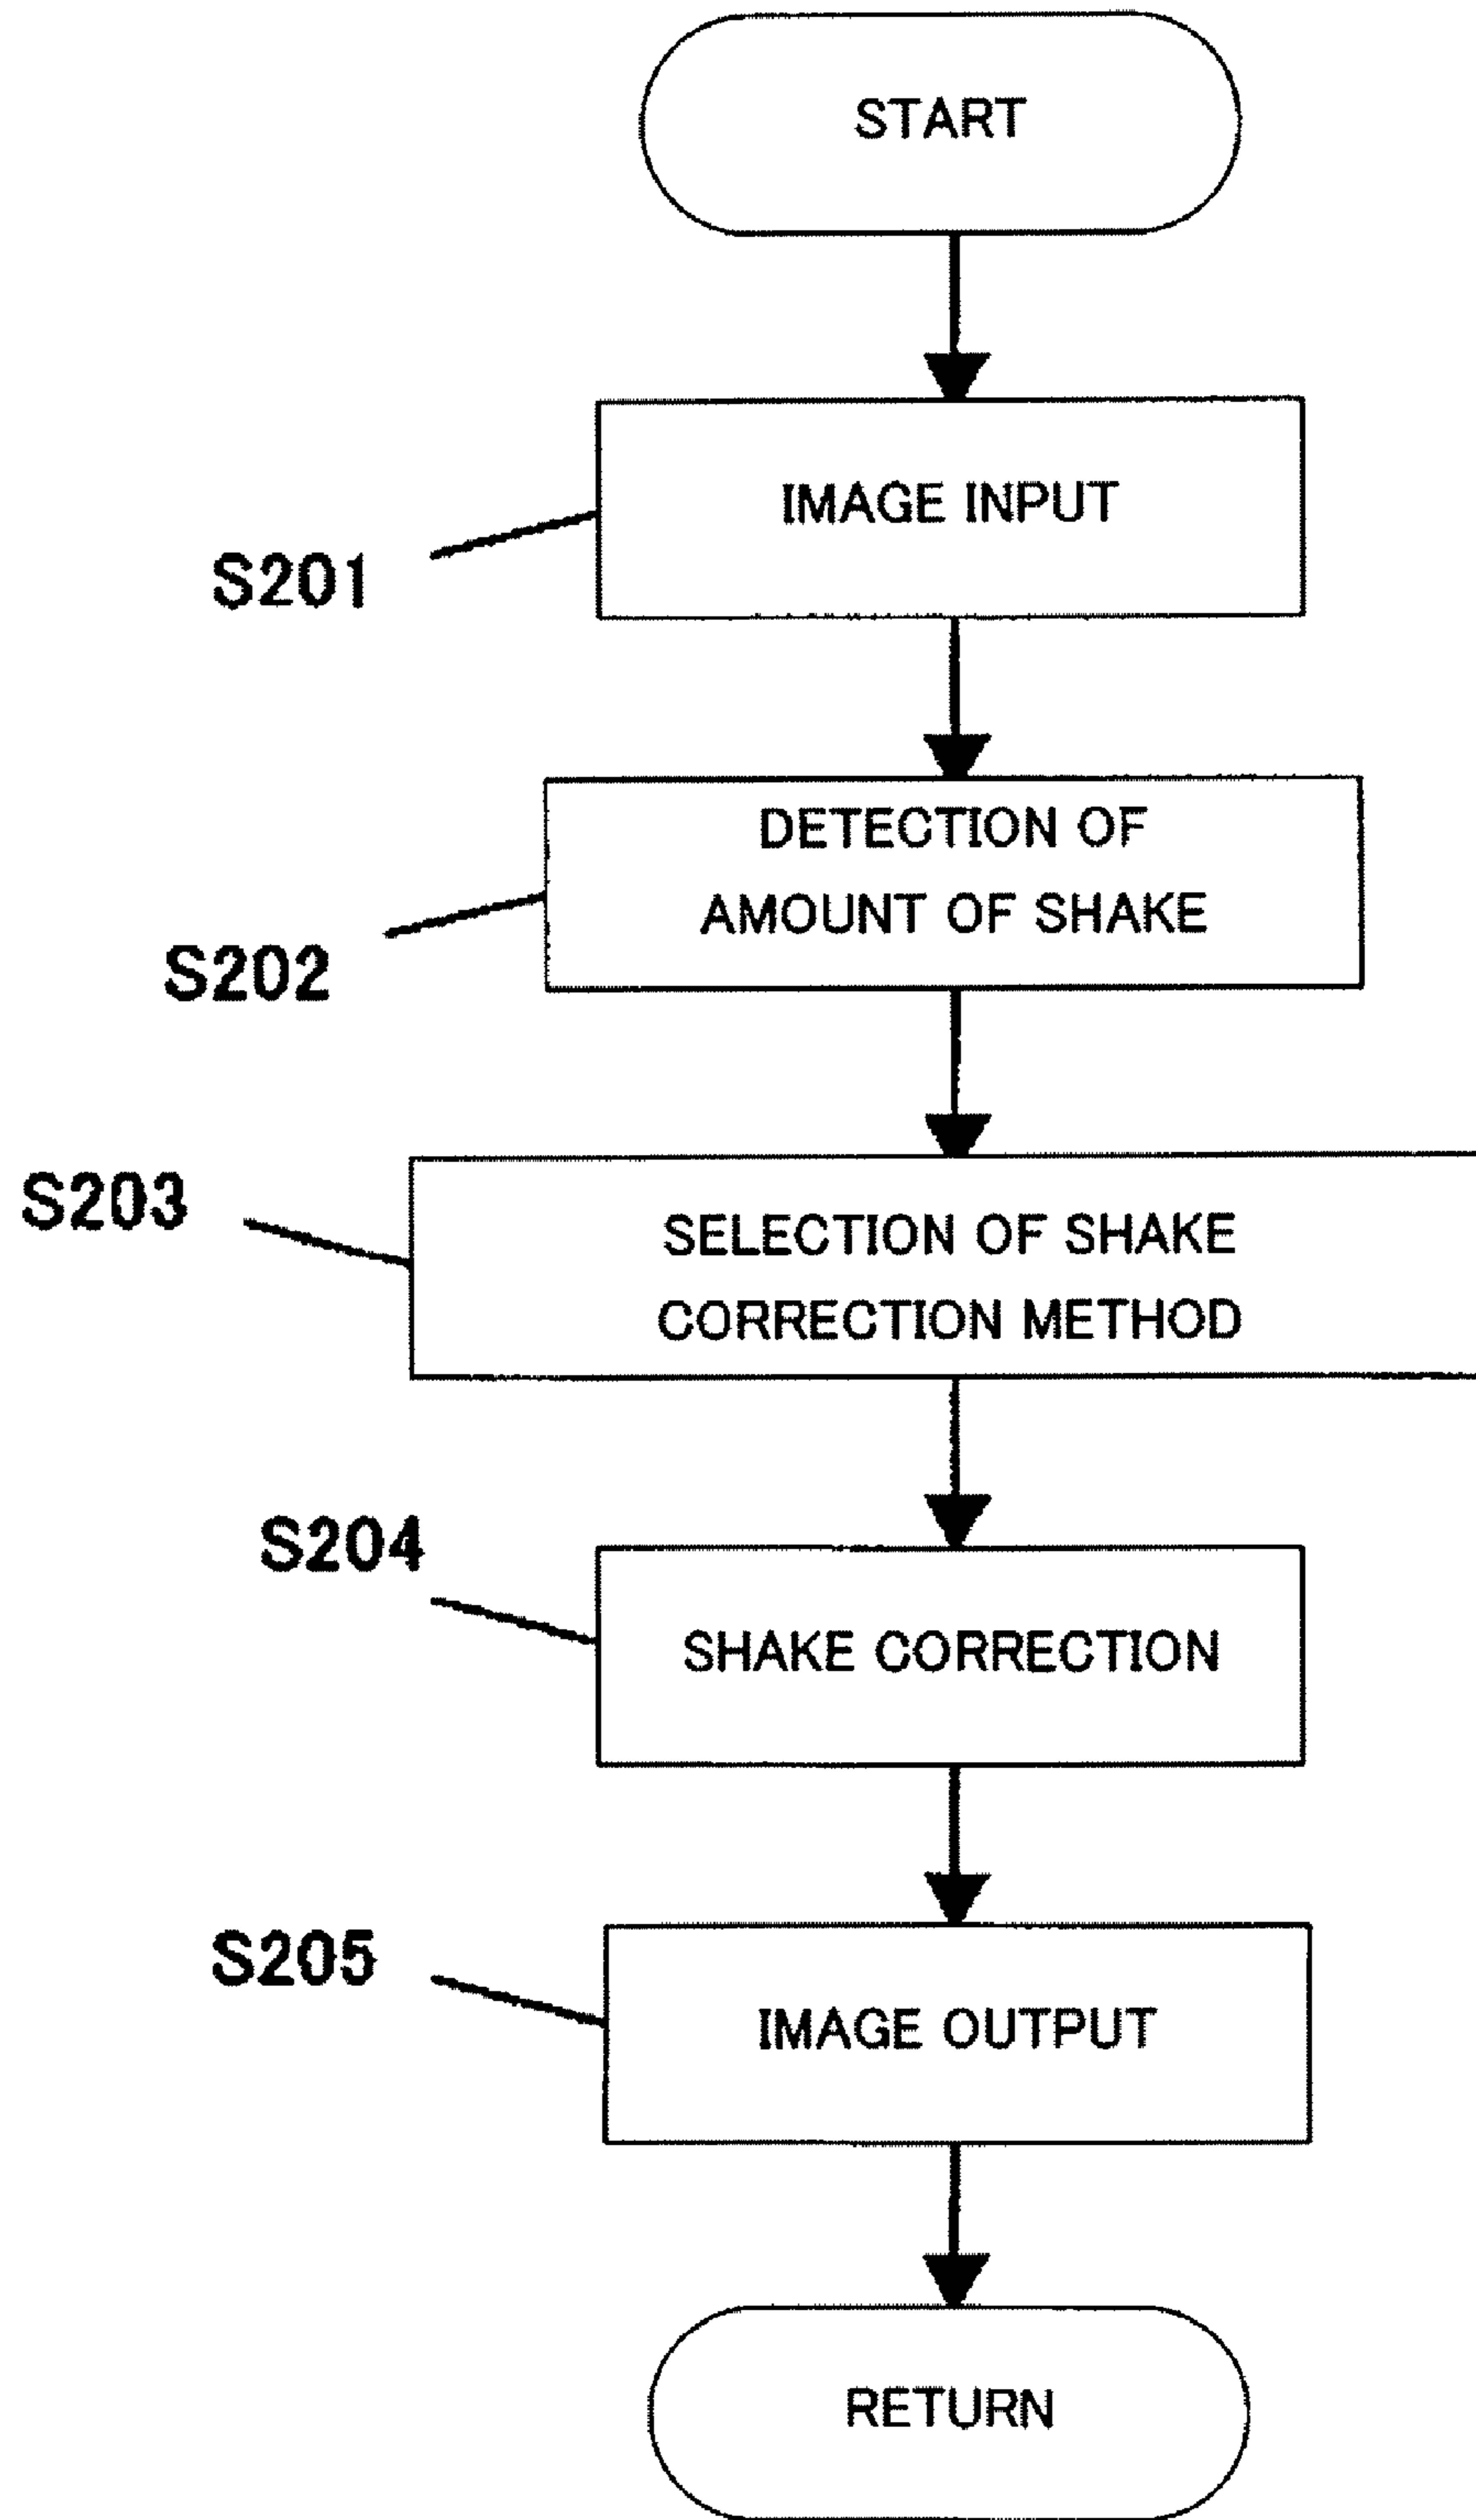 START
IMAGE INPUT
S201
DETECTION OF
AMOUNT OF SHAKE
S202
S203
SELECTION OF SHAKE
CORRECTION METHOD
S204
SHAKE CORRECTION
S205
IMAGE OUTPUT
RETURN